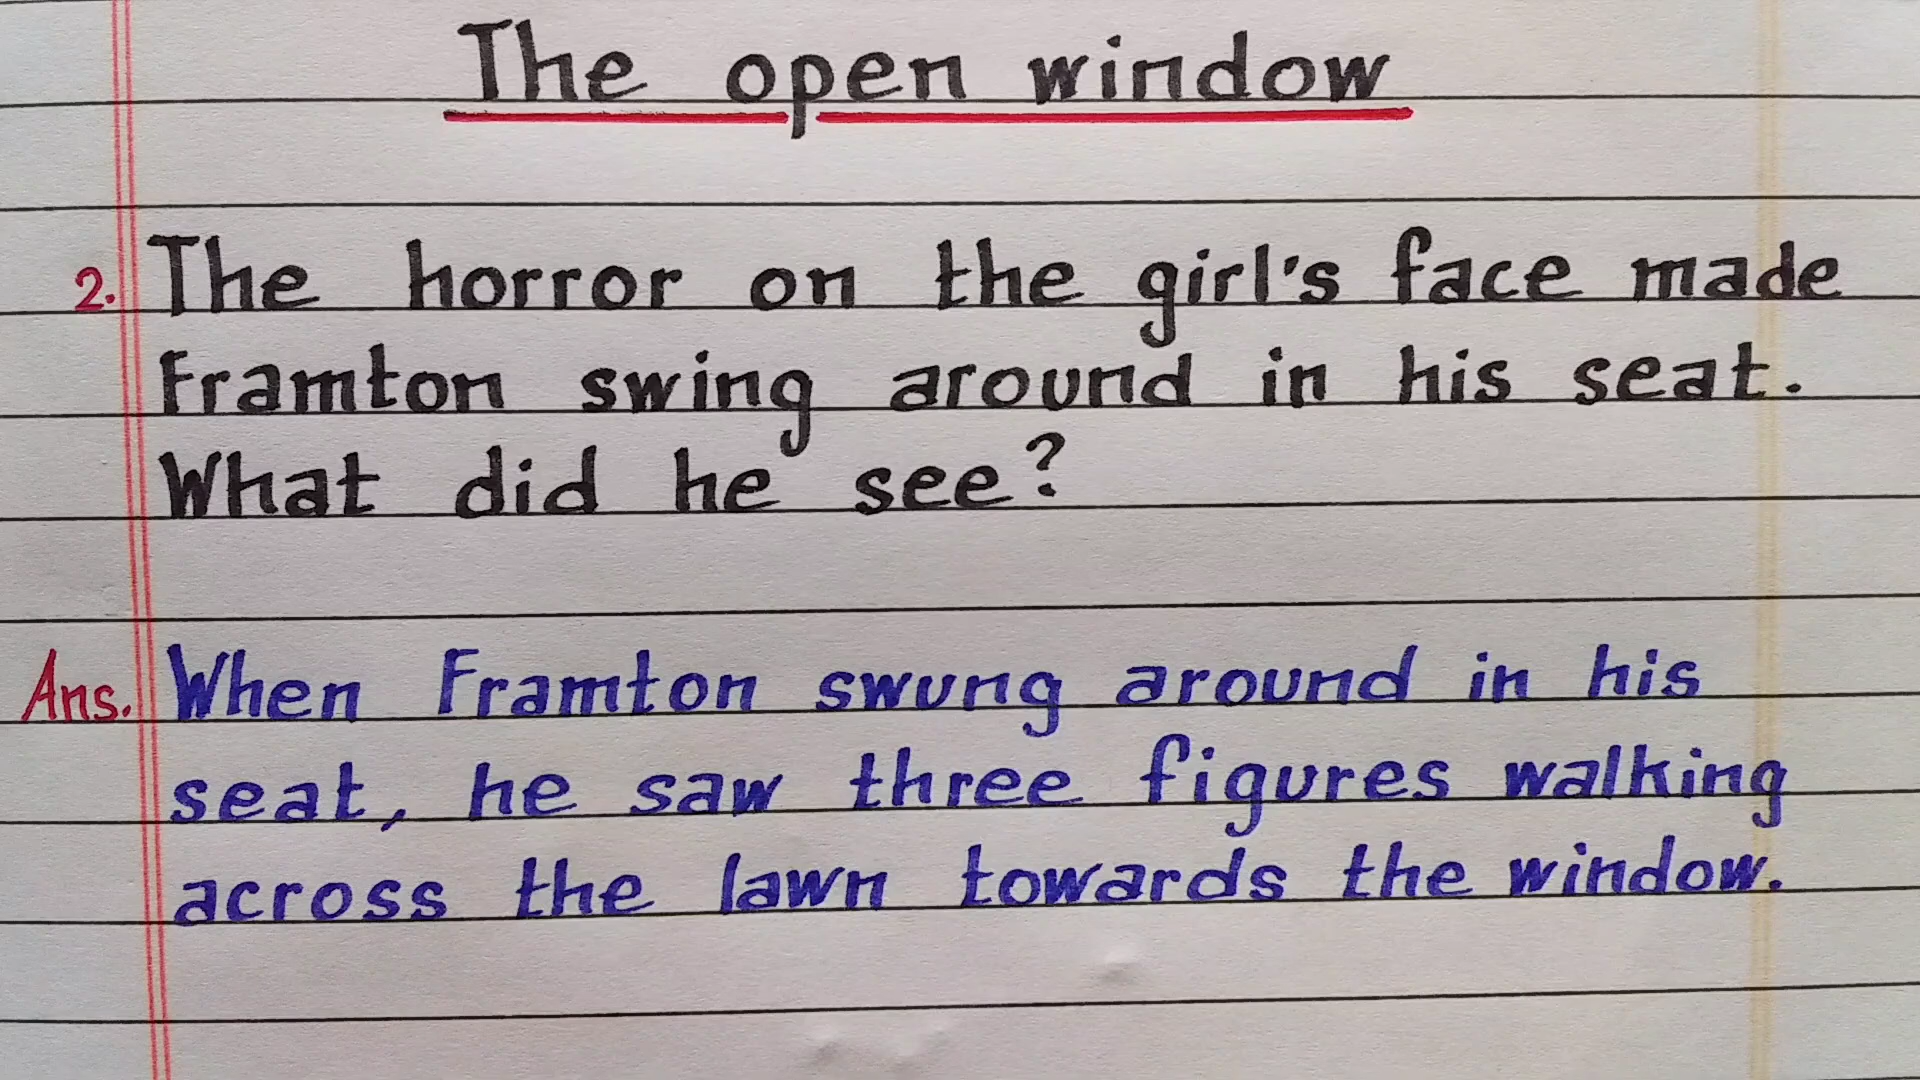 The open window
2. The horror on the girl's face made
Framton swing around in his seat.
What did he see?
Ans. When Framton swung around in his
seat, he saw three figures walking
across the lawn towards the window.